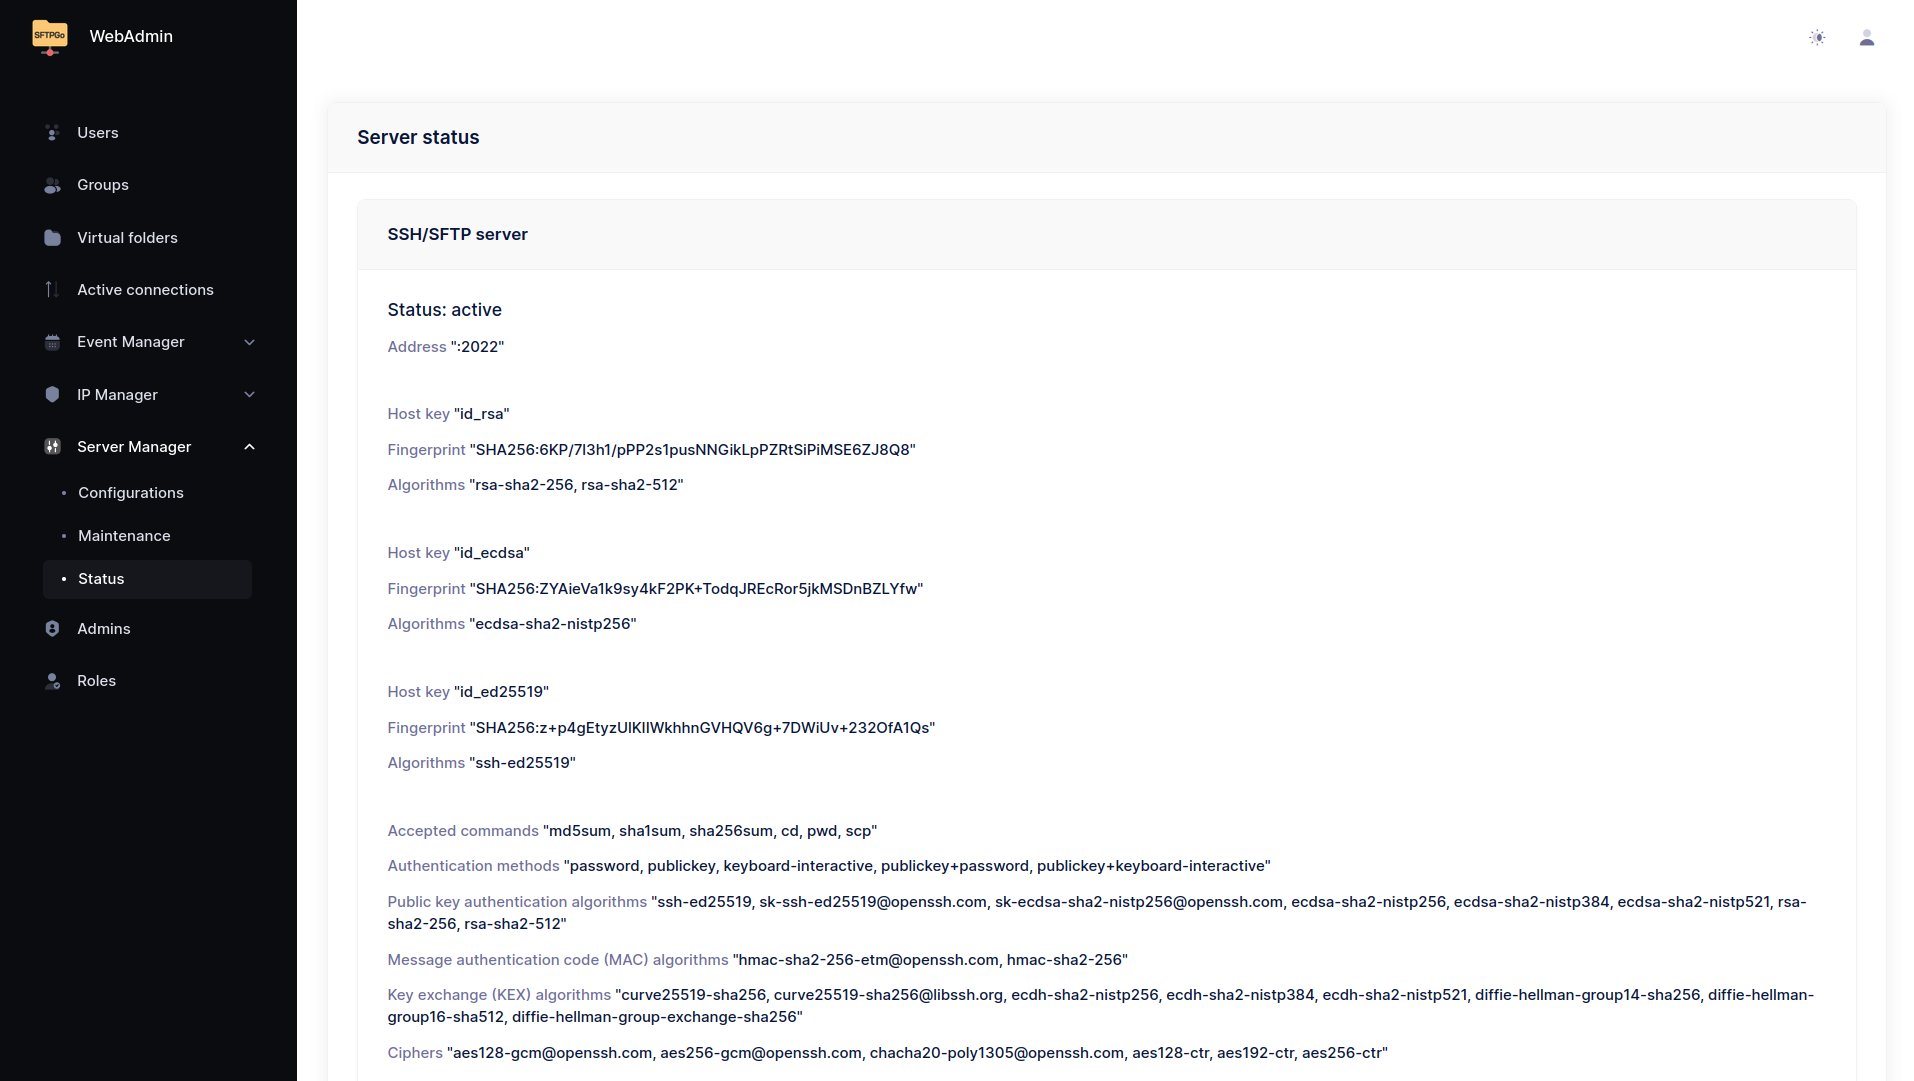 SFTPGo
WebAdmin
Users
Groups
Virtual folders
Active connections
Event Manager
IP Manager
Server Manager
Configurations
Maintenance
Status
Admins
Roles
Server status
SSH/SFTP server
Status: active
Address ":2022"
Host key "id_rsa"
Fingerprint "SHA256:6KP/7I3h1/pPP2s1pusNNGikLpPZRtSiPiMSE6ZJ8Q8"
Algorithms "rsa-sha2-256, rsa-sha2-512"
Host key "id_ecdsa"
Fingerprint "SHA256:ZYAieVa1k9sy4kF2PK+TodqJREcRor5jkMSDnBZLYfw"
Algorithms "ecdsa-sha2-nistp256"
Host key "id_ed25519"
Fingerprint "SHA256:z+p4gEtyzUIKIIWkhhnGVHQV6g+7DWiUv+232OfA1Qs"
Algorithms "ssh-ed25519"
Accepted commands "md5sum, sha1sum, sha256sum, cd, pwd, scp"
Authentication methods "password, publickey, keyboard-interactive, publickey+password, publickey+keyboard-interactive"
Public key authentication algorithms "ssh-ed25519, sk-ssh-ed25519@openssh.com, sk-ecdsa-sha2-nistp256@openssh.com, ecdsa-sha2-nistp256, ecdsa-sha2-nistp384, ecdsa-sha2-nistp521, rsa-
sha2-256, rsa-sha2-512"
Message authentication code (MAC) algorithms "hmac-sha2-256-etm@openssh.com, hmac-sha2-256"
Key exchange (KEX) algorithms "curve25519-sha256, curve25519-sha256@libssh.org, ecdh-sha2-nistp256, ecdh-sha2-nistp384, ecdh-sha2-nistp521, diffie-hellman-group14-sha256, diffie-hellman-
group16-sha512, diffie-hellman-group-exchange-sha256"
Ciphers "aes128-gcm@openssh.com, aes256-gcm@openssh.com, chacha20-poly1305@openssh.com, aes128-ctr, aes192-ctr, aes256-ctr"